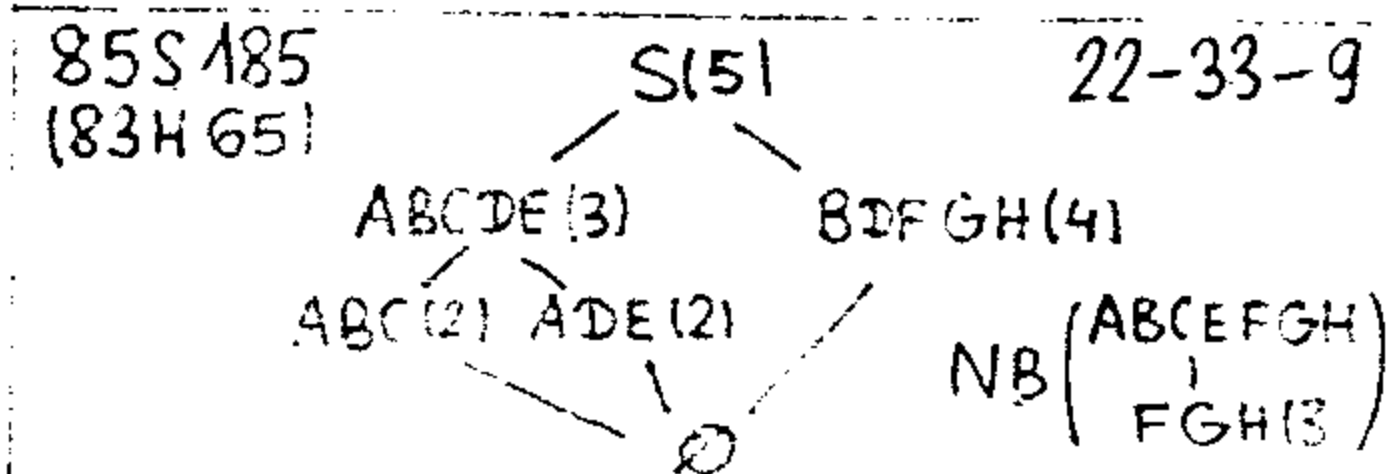 85S185 S(5) 22-33-9
(83H65)
ABCDE(3) BDFGH(4)
ABC(2) ADE(2)
NB (ABCEFGH
FGH(3)
∅